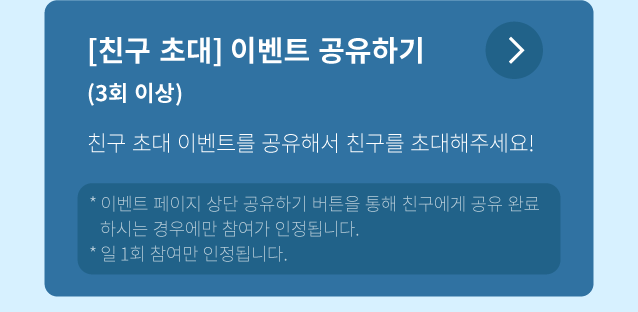 [친구 초대] 이벤트 공유하기
(3회 이상)
친구 초대 이벤트를 공유해서 친구를 초대해주세요!
* 이벤트 페이지 상단 공유하기 버튼을 통해 친구에게 공유 완료
하시는 경우에만 참여가 인정됩니다.
* 일 1회 참여만 인정됩니다.